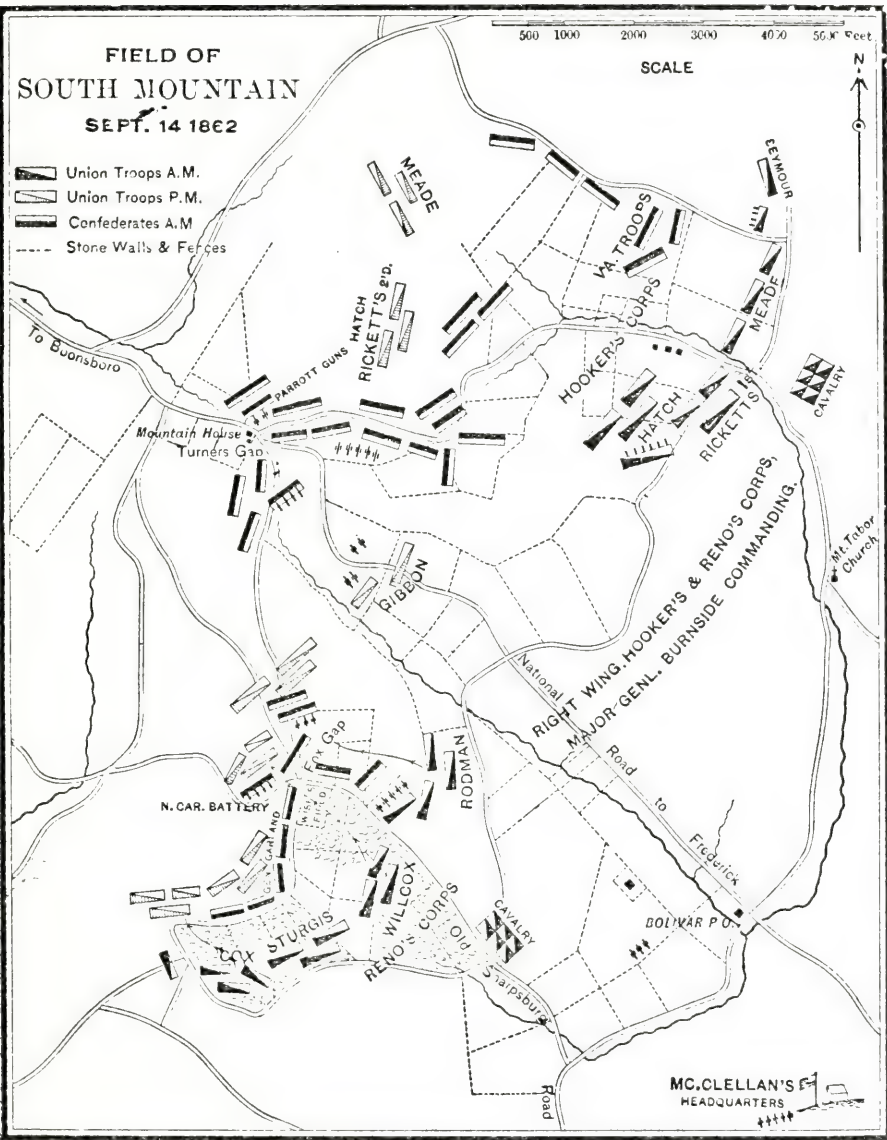 FIELD OF
SOUTH MOUNTAIN
SEPT. 14 1862
Union Troops A.M.
Union Troops P.M.
Confederates A.M
Stone Walls & Fences
500 1000 2000 3000 4000 5000 Feet
SCALE
N
SEYMOUR
MEADE
VA. TROOPS
MEADE
HOOKER'S CORPS
HATCH
RICKETT'S 2'D.
PARROTT GUNS
To Boonsboro
Mountain House
Turners Gap
HATCH
RICKETTS
CAVALRY
Mt. Tabor
Church
GIBBON
RIGHT WING. HOOKER'S & RENO'S CORPS,
MAJOR GENL. BURNSIDE COMMANDING.
National
Road
to
Frederick
Fox Gap
RODMAN
N. CAR. BATTERY
GARLAND
FIELD
WILLCOX
RENO'S CORPS
STURGIS
COX
CAVALRY
Old
Sharpsburg
Road
BOLIVAR P.O.
MC.CLELLAN'S
HEADQUARTERS